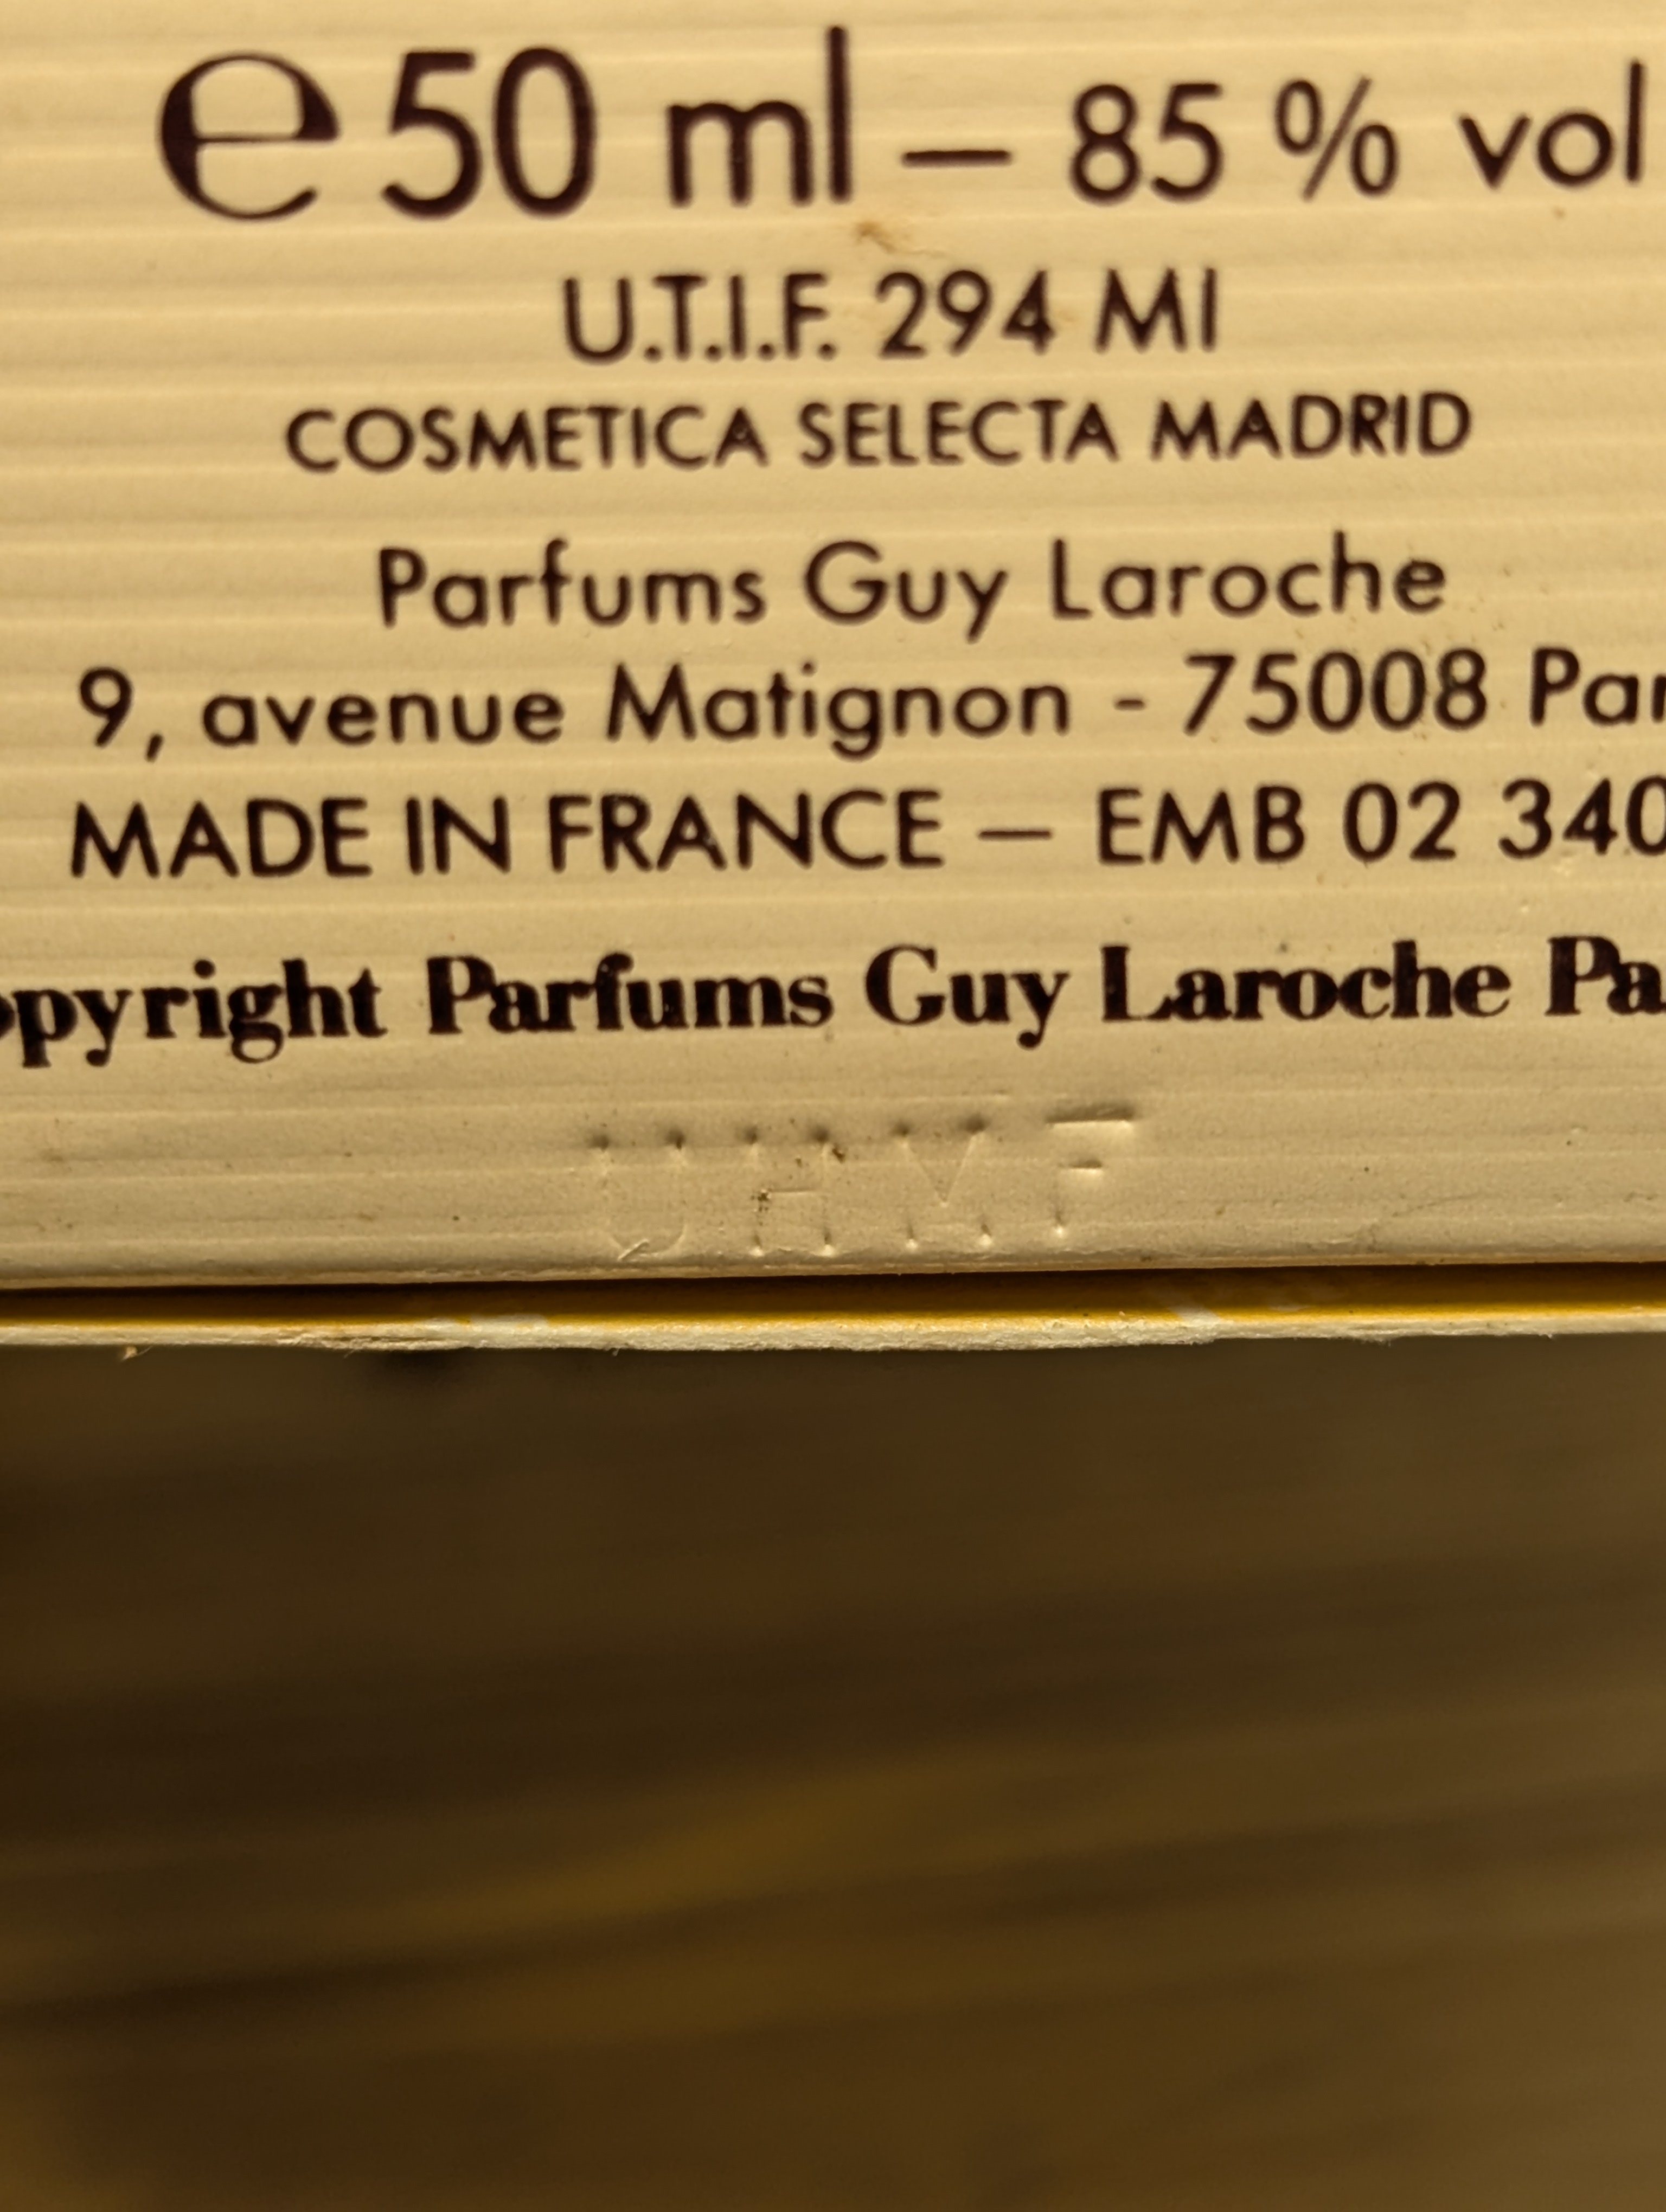 e 50 ml – 85 % vol
U.T.I.F. 294 MI
COSMETICA SELECTA MADRID
Parfums Guy Laroche
9, avenue Matignon - 75008 Par
MADE IN FRANCE – EMB 02 340
opyright Parfums Guy Laroche Pa